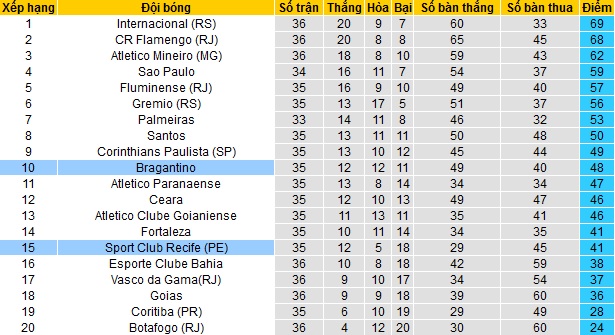 Xếp hạng Đội bóng Số trận Thắng Hòa Bại Số bàn thắng Số bàn thua Điểm
1 Internacional (RS) 36 20 9 7 60 33 69
2 CR Flamengo (RJ) 36 20 8 8 65 45 68
3 Atletico Mineiro (MG) 36 18 8 10 59 43 62
4 Sao Paulo 34 16 11 7 54 37 59
5 Fluminense (RJ) 35 16 9 10 49 40 57
6 Gremio (RS) 35 13 17 5 51 37 56
7 Palmeiras 33 14 11 8 46 32 53
8 Santos 35 14 11 11 50 48 50
9 Corinthians Paulista (SP) 35 13 10 12 45 44 49
10 Bragantino 35 12 12 11 49 40 48
11 Atletico Paranaense 35 13 8 14 34 34 47
12 Ceara 35 12 10 13 49 47 46
13 Atletico Clube Goianiense 35 11 13 11 35 41 46
14 Fortaleza 35 10 11 14 34 35 41
15 Sport Club Recife (PE) 35 12 5 18 29 45 41
16 Esporte Clube Bahia 36 10 8 18 42 59 38
17 Vasco da Gama(RJ) 36 9 10 16 34 54 37
18 Goias 36 9 9 18 39 60 36
19 Coritiba (PR) 35 6 10 19 29 49 28
20 Botafogo (RJ) 36 4 12 20 30 60 24